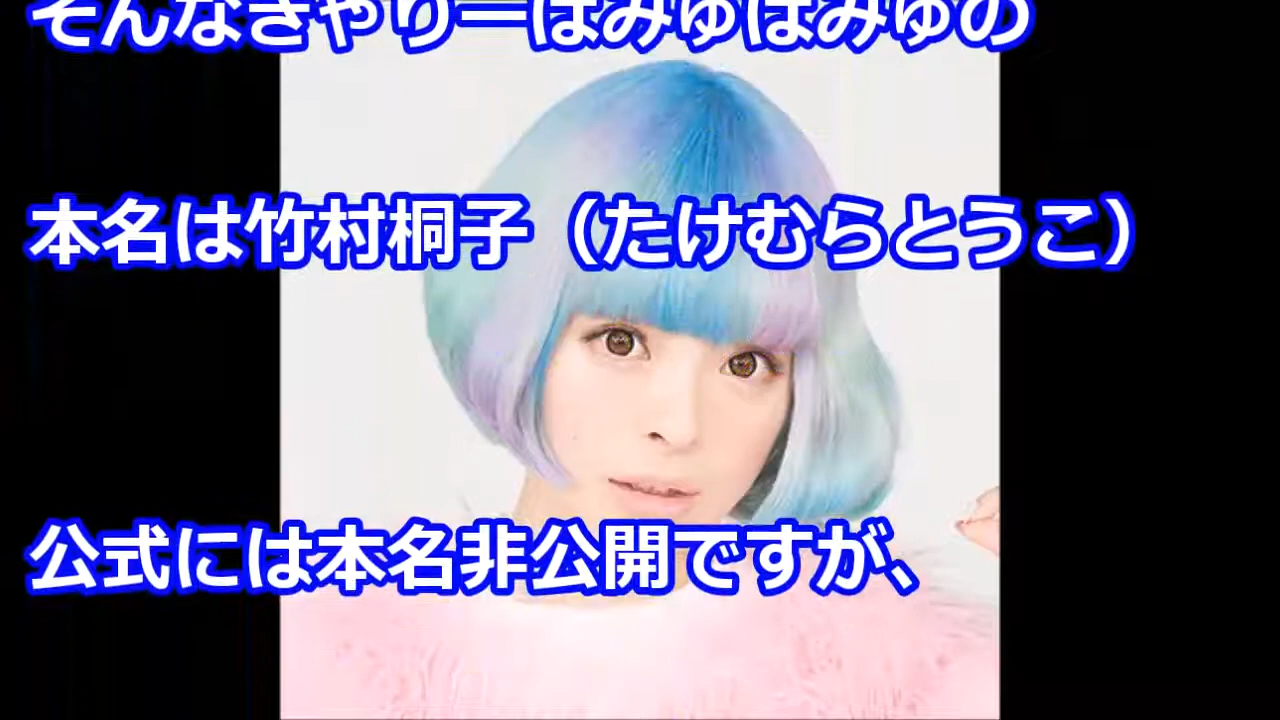 そんなきゃりーぱみゅぱみゅの
本名は竹村桐子（たけむらとうこ）
公式には本名非公開ですが、